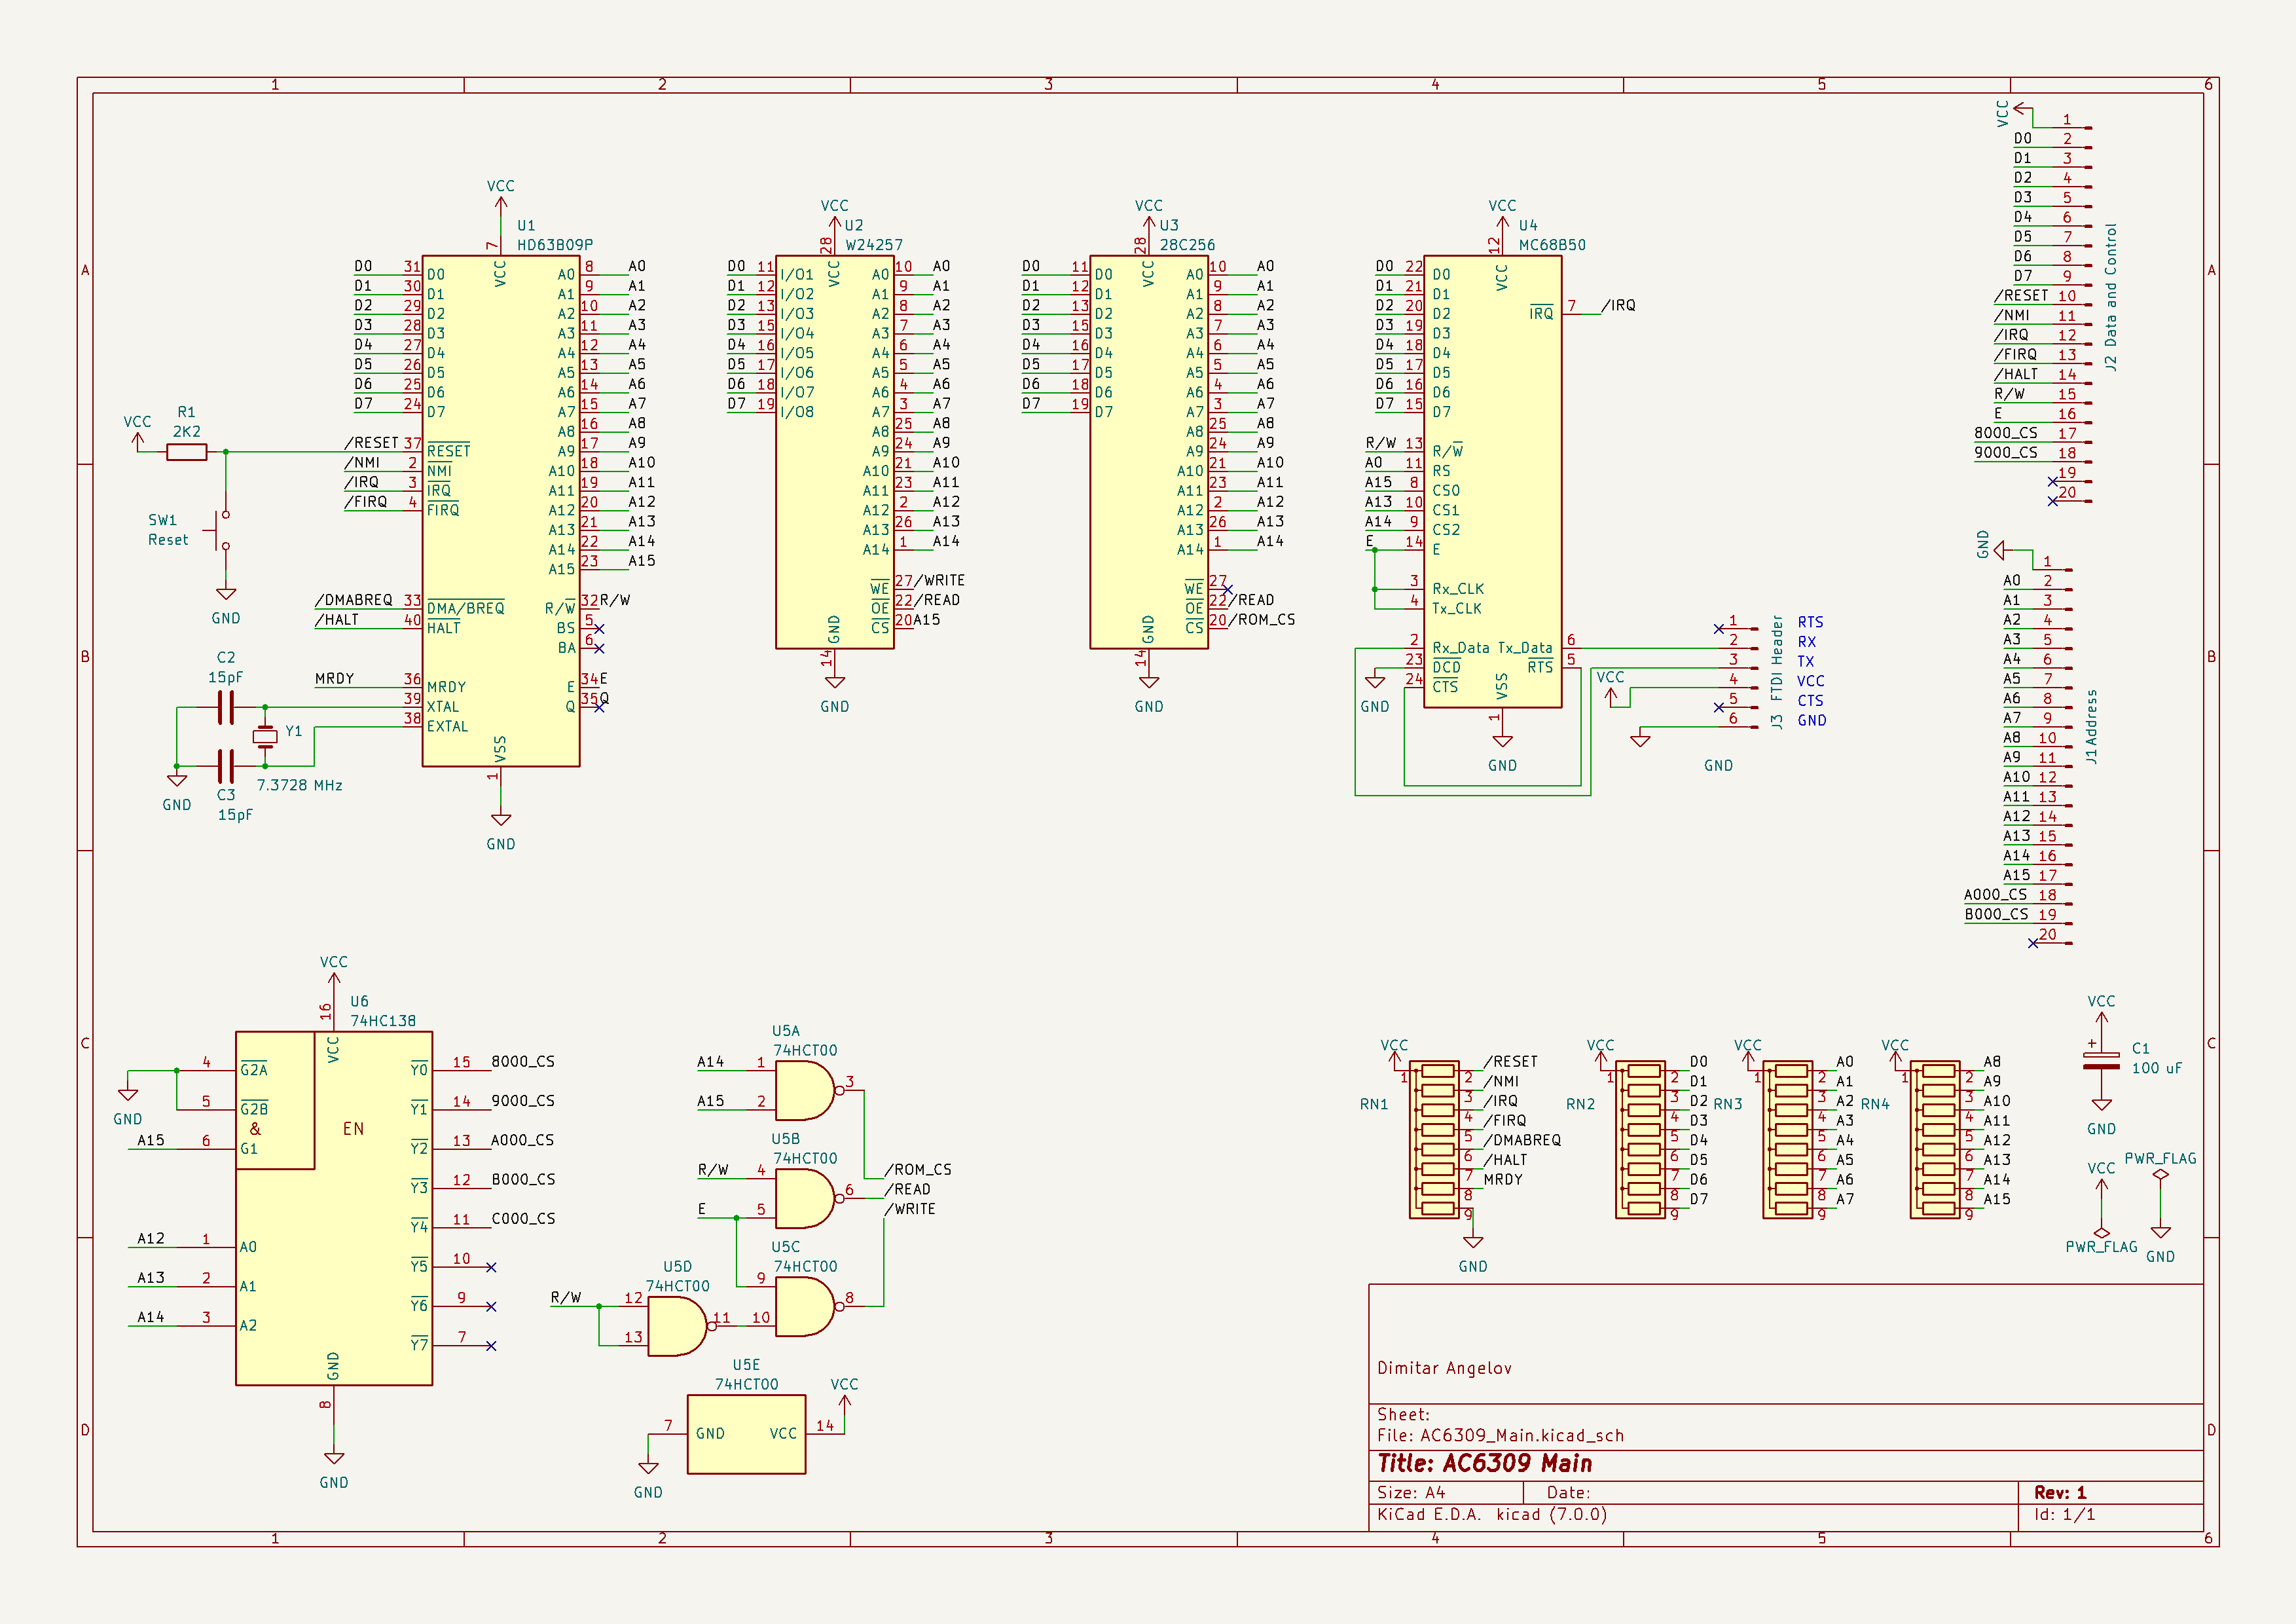 1 2 3 4 5 6
A
B
C
D
VCC
U1
HD63B09P
7
VCC
D0 31 D0
D1 30 D1
D2 29 D2
D3 28 D3
D4 27 D4
D5 26 D5
D6 25 D6
D7 24 D7
/RESET 37 RESET
/NMI 2 NMI
/IRQ 3 IRQ
/FIRQ 4 FIRQ
/DMABREQ 33 DMA/BREQ
/HALT 40 HALT
MRDY 36 MRDY
39 XTAL
38 EXTAL
A0 8 A0
A1 9 A1
A2 10 A2
A3 11 A3
A4 12 A4
A5 13 A5
A6 14 A6
A7 15 A7
A8 16 A8
A9 17 A9
A10 18 A10
A11 19 A11
A12 20 A12
A13 21 A13
A14 22 A14
A15 23 A15
R/W 32 R/W
BS 5
BA 6
E 34 E
Q 35 Q
VSS
1
GND
VCC
R1
2K2
SW1
Reset
GND
C2
15pF
Y1
7.3728 MHz
C3
15pF
GND
VCC
U2
W24257
28
VCC
D0 11 I/O1
D1 12 I/O2
D2 13 I/O3
D3 15 I/O4
D4 16 I/O5
D5 17 I/O6
D6 18 I/O7
D7 19 I/O8
A0 10 A0
A1 9 A1
A2 8 A2
A3 7 A3
A4 6 A4
A5 5 A5
A6 4 A6
A7 3 A7
A8 25 A8
A9 24 A9
A10 21 A10
A11 23 A11
A12 2 A12
A13 26 A13
A14 1 A14
WE 27 /WRITE
OE 22 /READ
CS 20 A15
GND
14
GND
VCC
U3
28C256
28
VCC
D0 11 D0
D1 12 D1
D2 13 D2
D3 15 D3
D4 16 D4
D5 17 D5
D6 18 D6
D7 19 D7
A0 10 A0
A1 9 A1
A2 8 A2
A3 7 A3
A4 6 A4
A5 5 A5
A6 4 A6
A7 3 A7
A8 25 A8
A9 24 A9
A10 21 A10
A11 23 A11
A12 2 A12
A13 26 A13
A14 1 A14
WE 27
OE 22 /READ
CS 20 /ROM_CS
GND
14
GND
VCC
U4
MC68B50
12
VCC
D0 22 D0
D1 21 D1
D2 20 D2
D3 19 D3
D4 18 D4
D5 17 D5
D6 16 D6
D7 15 D7
IRQ 7 /IRQ
R/W 13 R/W
A0 11 RS
A15 8 CS0
A13 10 CS1
A14 9 CS2
E 14 E
3 Rx_CLK
4 Tx_CLK
2 Rx_Data Tx_Data 6
23 DCD RTS 5
24 CTS
VSS
1
GND
GND
VCC
1 RTS
2 RX
3 TX
4 VCC
5 CTS
6 GND
J3 FTDI Header
GND
VCC
1
D0 2
D1 3
D2 4
D3 5
D4 6
D5 7
D6 8
D7 9
/RESET 10
/NMI 11
/IRQ 12
/FIRQ 13
/HALT 14
R/W 15
E 16
8000_CS 17
9000_CS 18
19
20
J2 Data and Control
GND
1
A0 2
A1 3
A2 4
A3 5
A4 6
A5 7
A6 8
A7 9
A8 10
A9 11
A10 12
A11 13
A12 14
A13 15
A14 16
A15 17
A000_CS 18
B000_CS 19
20
J1 Address
VCC
U6
74HC138
16
VCC
4 G2A
5 G2B
&
EN
A15 6 G1
GND
A12 1 A0
A13 2 A1
A14 3 A2
Y0 15 8000_CS
Y1 14 9000_CS
Y2 13 A000_CS
Y3 12 B000_CS
Y4 11 C000_CS
Y5 10
Y6 9
Y7 7
GND
8
GND
U5A
74HCT00
A14 1
A15 2
3
U5B
74HCT00
R/W 4
E 5
6
/ROM_CS
/READ
/WRITE
U5C
74HCT00
9
10
8
U5D
74HCT00
R/W 12
13
11
U5E
74HCT00
VCC
7 GND VCC 14
GND
VCC
RN1
1
2 /RESET
3 /NMI
4 /IRQ
5 /FIRQ
6 /DMABREQ
7 /HALT
8 MRDY
9
GND
VCC
RN2
1
2 D0
3 D1
4 D2
5 D3
6 D4
7 D5
8 D6
9 D7
VCC
RN3
1
2 A0
3 A1
4 A2
5 A3
6 A4
7 A5
8 A6
9 A7
VCC
RN4
1
2 A8
3 A9
4 A10
5 A11
6 A12
7 A13
8 A14
9 A15
VCC
+
C1
100 uF
GND
VCC
PWR_FLAG
PWR_FLAG
GND
Dimitar Angelov
Sheet:
File: AC6309_Main.kicad_sch
Title: AC6309 Main
Size: A4 Date: Rev: 1
KiCad E.D.A. kicad (7.0.0) Id: 1/1
1 2 3 4 5 6
A
B
C
D